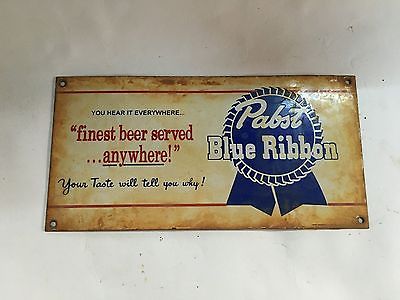 YOU HEAR IT EVERYWHERE...
"finest beer served
...anywhere!"
Your Taste will tell you why!
Pabst
Blue Ribbon